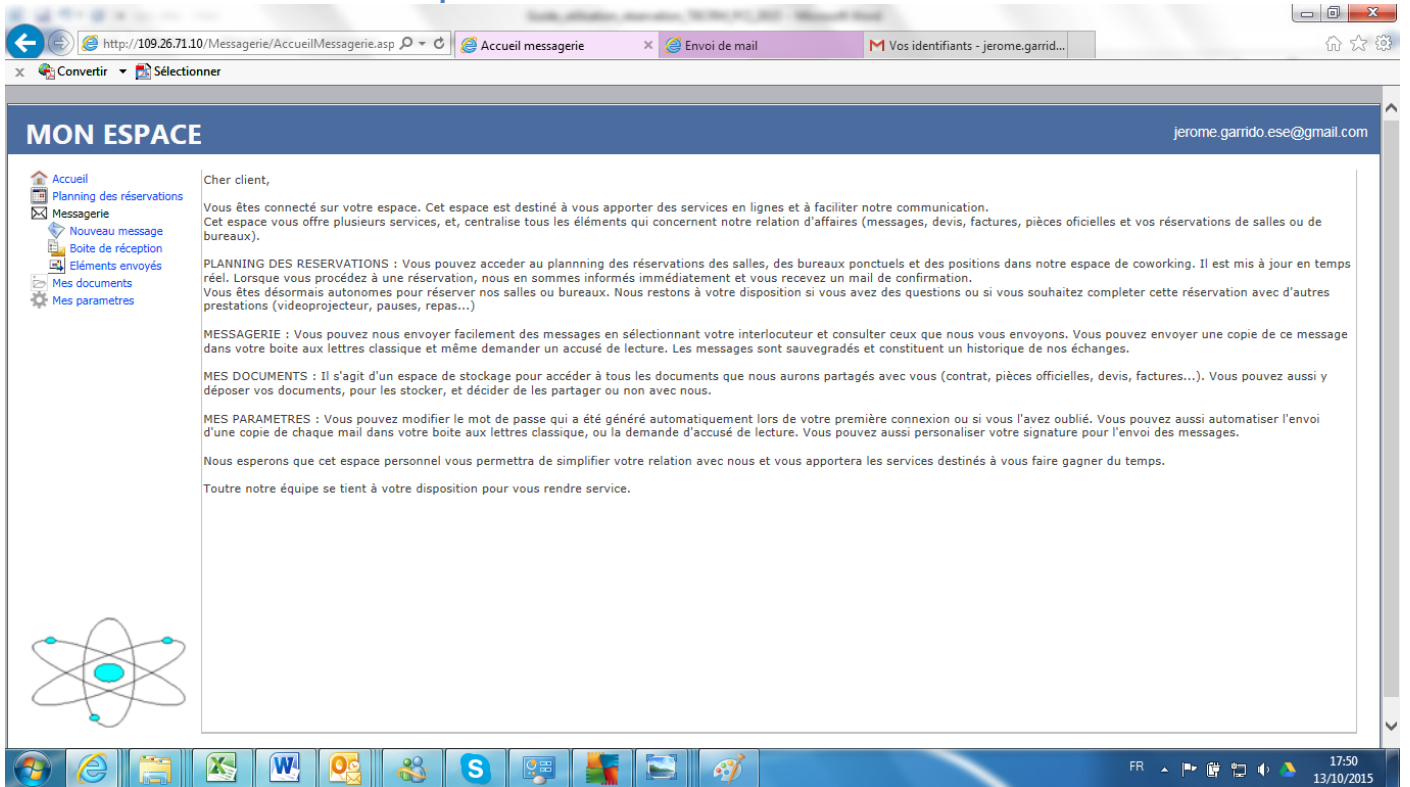 http://109.26.71.10/Messagerie/AccueilMessagerie.asp
Accueil messagerie
Envoi de mail
Vos identifiants - jerome.garrid...
Convertir
Sélectionner
MON ESPACE
jerome.garrido.ese@gmail.com
Accueil
Planning des réservations
Messagerie
Nouveau message
Boite de réception
Eléments envoyés
Mes documents
Mes parametres
Cher client,
Vous êtes connecté sur votre espace. Cet espace est destiné à vous apporter des services en lignes et à faciliter notre communication.
Cet espace vous offre plusieurs services, et, centralise tous les éléments qui concernent notre relation d'affaires (messages, devis, factures, pièces oficielles et vos réservations de salles ou de
bureaux).
PLANNING DES RESERVATIONS : Vous pouvez acceder au plannning des réservations des salles, des bureaux ponctuels et des positions dans notre espace de coworking. Il est mis à jour en temps
réel. Lorsque vous procédez à une réservation, nous en sommes informés immédiatement et vous recevez un mail de confirmation.
Vous êtes désormais autonomes pour réserver nos salles ou bureaux. Nous restons à votre disposition si vous avez des questions ou si vous souhaitez completer cette réservation avec d'autres
prestations (videoprojecteur, pauses, repas...)
MESSAGERIE : Vous pouvez nous envoyer facilement des messages en sélectionnant votre interlocuteur et consulter ceux que nous vous envoyons. Vous pouvez envoyer une copie de ce message
dans votre boite aux lettres classique et même demander un accusé de lecture. Les messages sont sauvegradés et constituent un historique de nos échanges.
MES DOCUMENTS : Il s'agit d'un espace de stockage pour accéder à tous les documents que nous aurons partagés avec vous (contrat, pièces officielles, devis, factures...). Vous pouvez aussi y
déposer vos documents, pour les stocker, et décider de les partager ou non avec nous.
MES PARAMETRES : Vous pouvez modifier le mot de passe qui a été généré automatiquement lors de votre première connexion ou si vous l'avez oublié. Vous pouvez aussi automatiser l'envoi
d'une copie de chaque mail dans votre boite aux lettres classique, ou la demande d'accusé de lecture. Vous pouvez aussi personaliser votre signature pour l'envoi des messages.
Nous esperons que cet espace personnel vous permettra de simplifier votre relation avec nous et vous apportera les services destinés à vous faire gagner du temps.
Toutre notre équipe se tient à votre disposition pour vous rendre service.
FR
17:50
13/10/2015